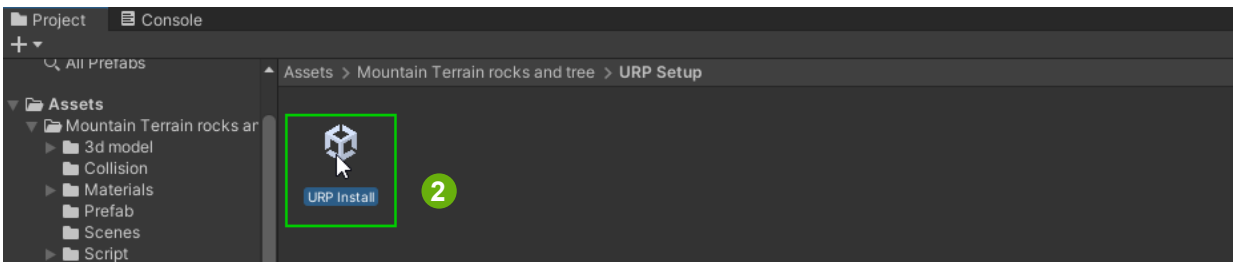 Project
Console
All Prefabs
Assets > Mountain Terrain rocks and tree > URP Setup
Assets
Mountain Terrain rocks ar
3d model
Collision
Materials
Prefab
Scenes
Script
URP Install
2